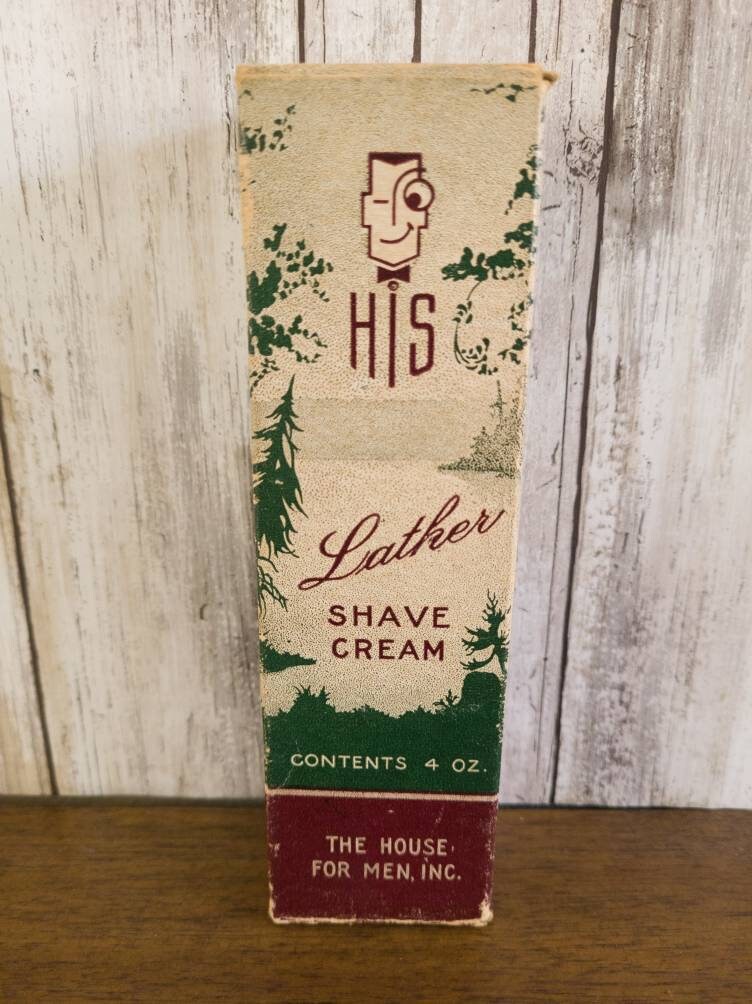 HiS
Lather
SHAVE
CREAM
CONTENTS 4 OZ.
THE HOUSE
FOR MEN, INC.